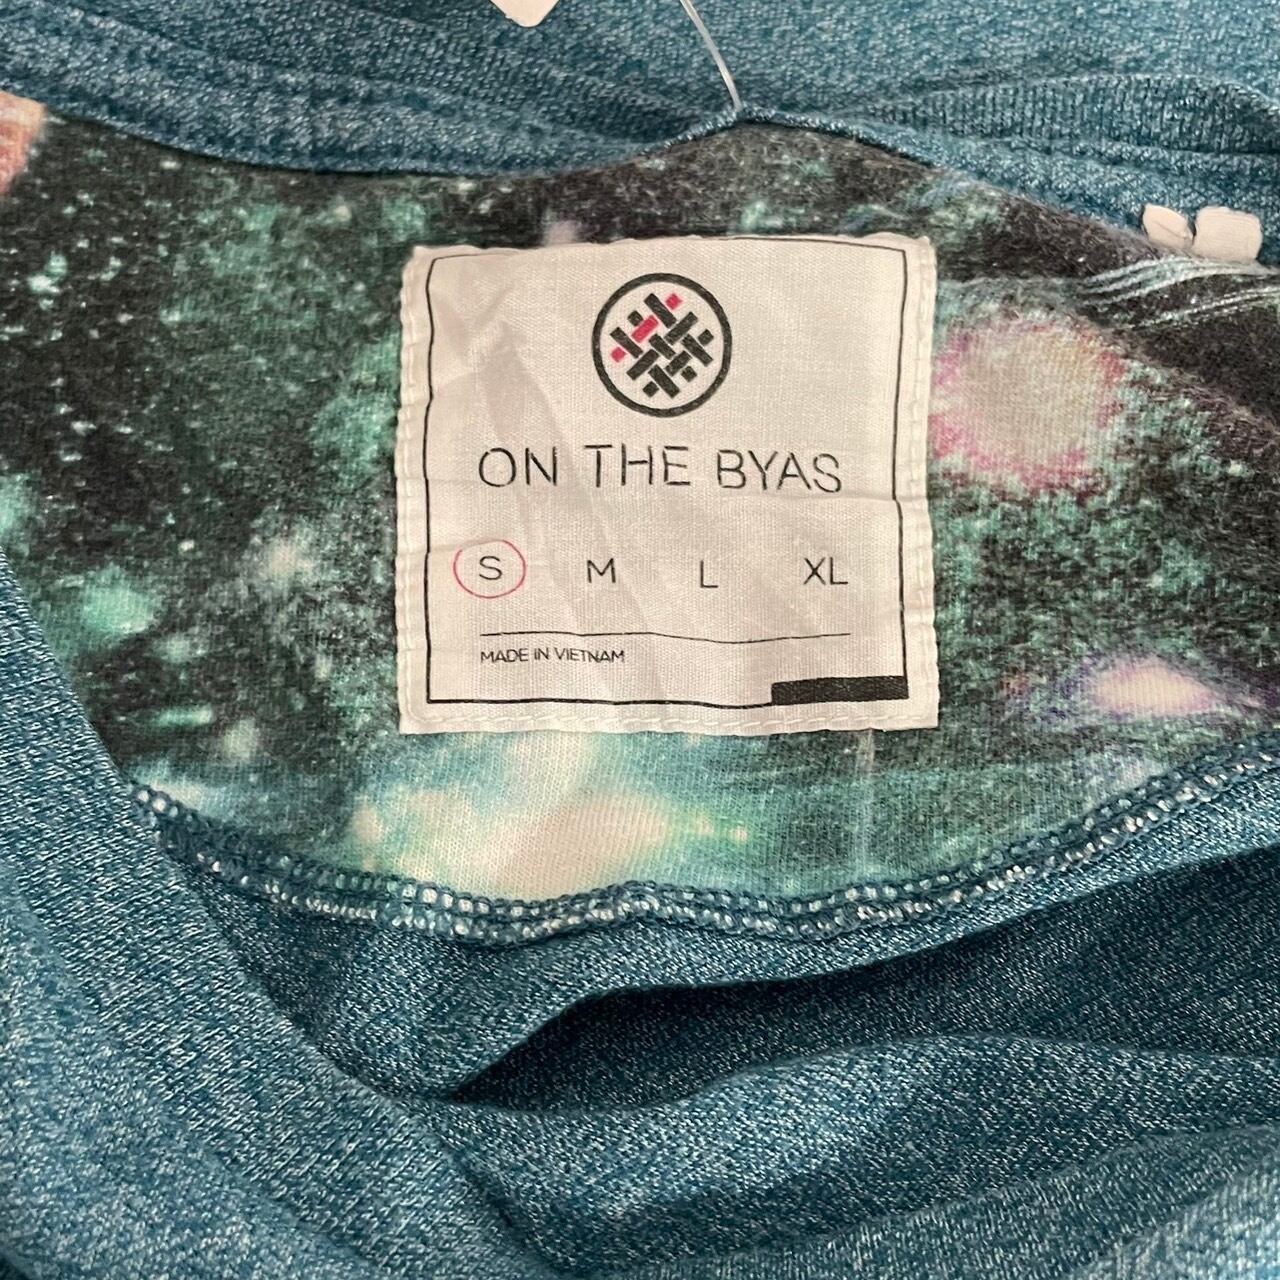 ON THE BYAS
S M L XL
MADE IN VIETNAM